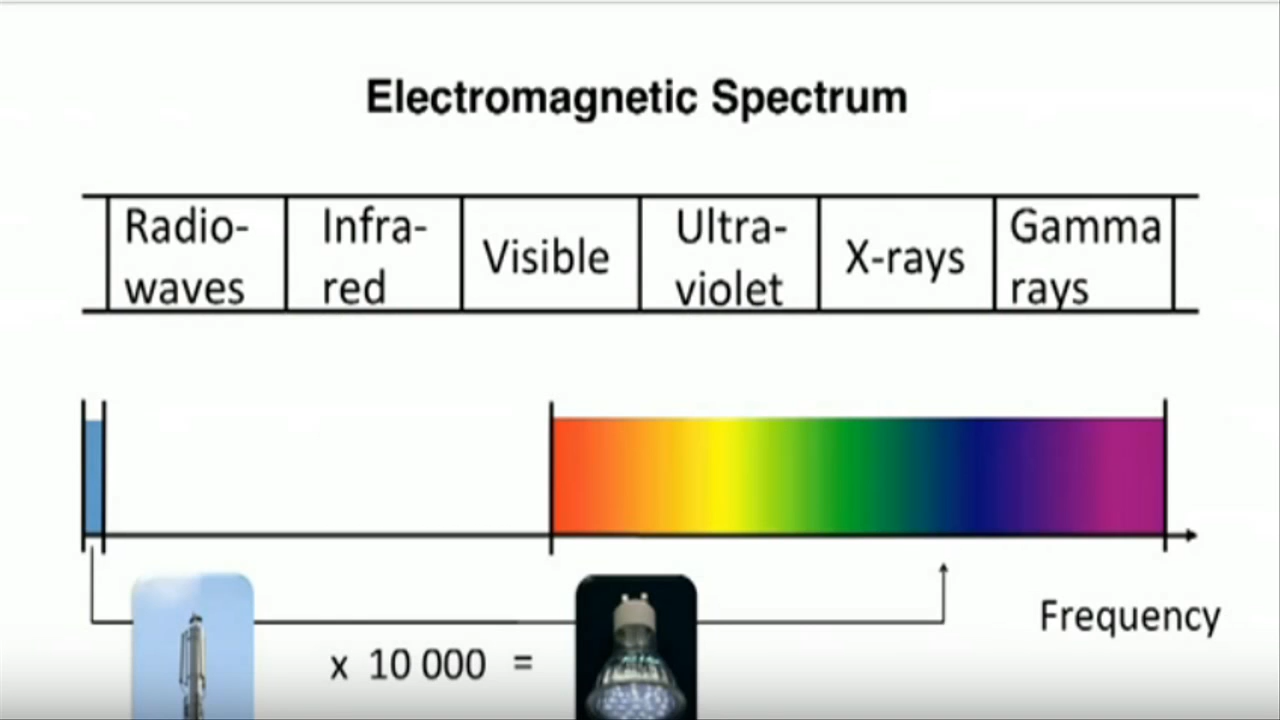 Electromagnetic Spectrum
Radio-
waves
Infra-
red
Visible
Ultra-
violet
X-rays
Gamma
rays
Frequency
x 10 000 =